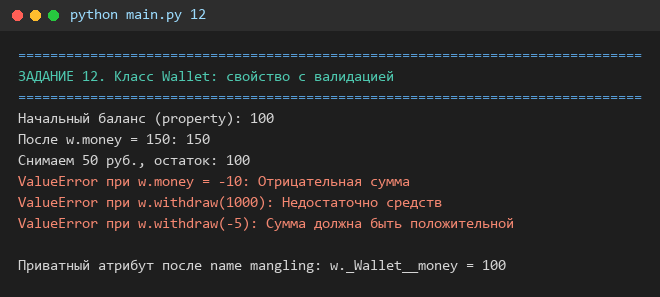 python main.py 12
==============================================================================
ЗАДАНИЕ 12. Класс Wallet: свойство с валидацией
==============================================================================
Начальный баланс (property): 100
После w.money = 150: 150
Снимаем 50 руб., остаток: 100
ValueError при w.money = -10: Отрицательная сумма
ValueError при w.withdraw(1000): Недостаточно средств
ValueError при w.withdraw(-5): Сумма должна быть положительной
Приватный атрибут после name mangling: w._Wallet__money = 100